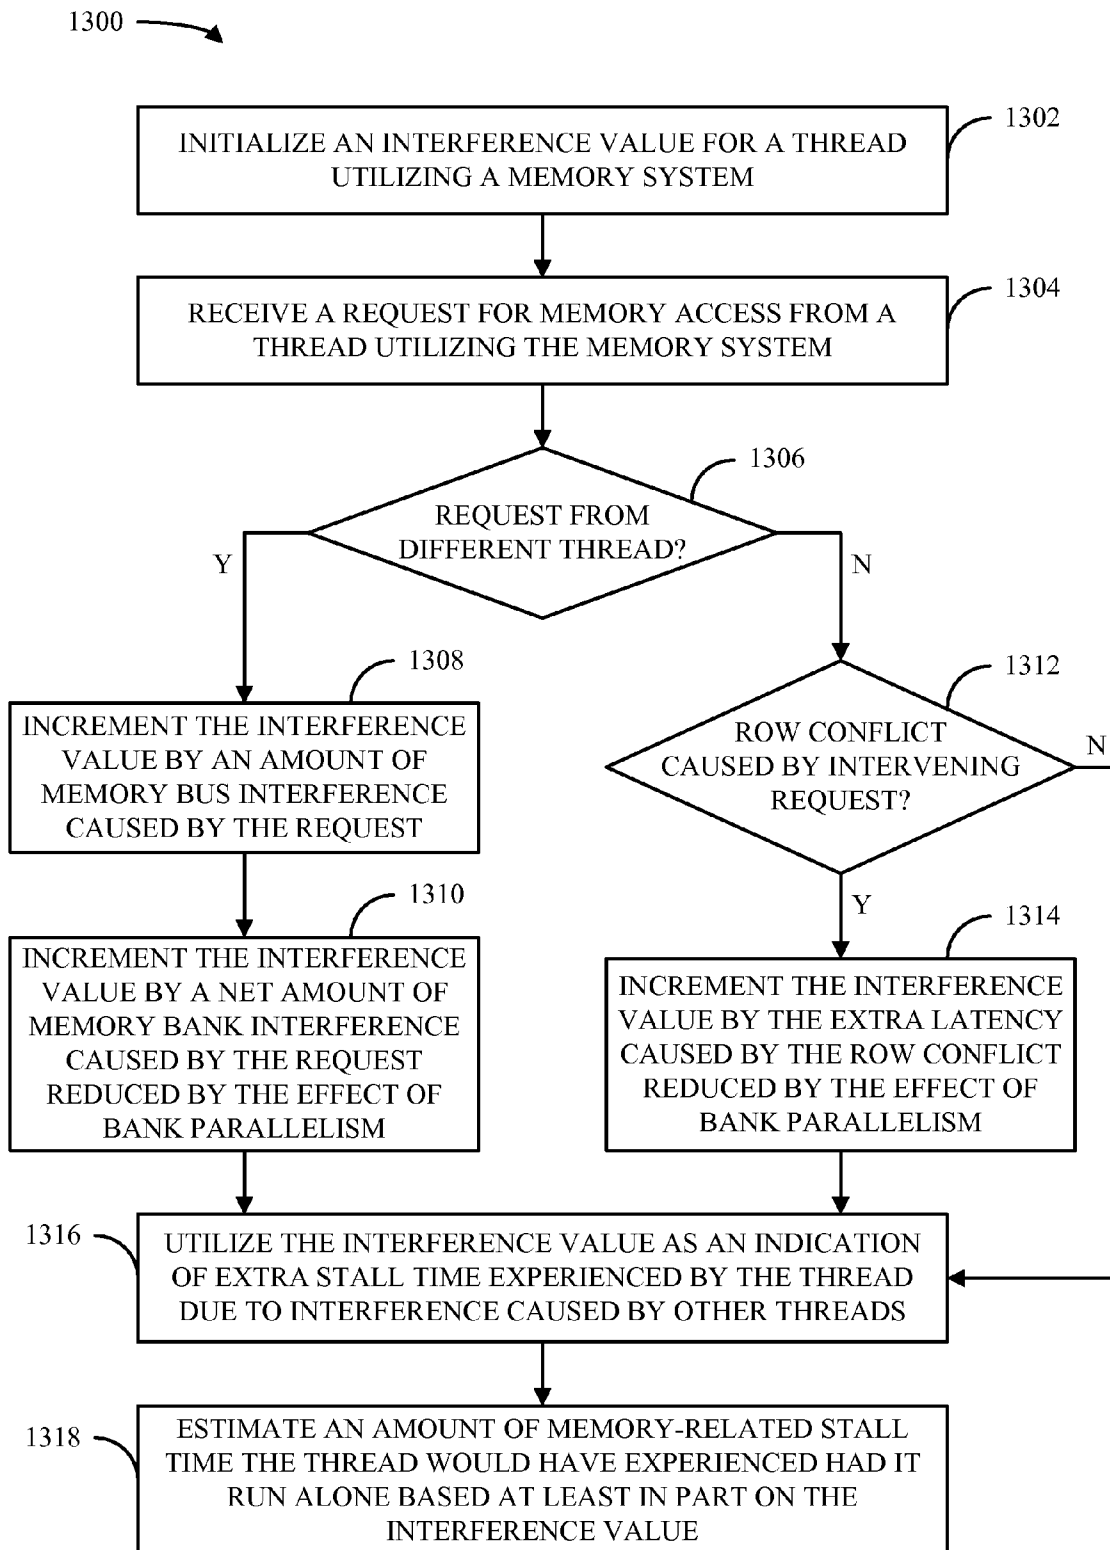 1300
1302
INITIALIZE AN INTERFERENCE VALUE FOR A THREAD
UTILIZING A MEMORY SYSTEM
1304
RECEIVE A REQUEST FOR MEMORY ACCESS FROM A
THREAD UTILIZING THE MEMORY SYSTEM
1306
REQUEST FROM
DIFFERENT THREAD?
Y
N
1308
INCREMENT THE INTERFERENCE
VALUE BY AN AMOUNT OF
MEMORY BUS INTERFERENCE
CAUSED BY THE REQUEST
1312
ROW CONFLICT
CAUSED BY INTERVENING
REQUEST?
N
Y
1310
INCREMENT THE INTERFERENCE
VALUE BY A NET AMOUNT OF
MEMORY BANK INTERFERENCE
CAUSED BY THE REQUEST
REDUCED BY THE EFFECT OF
BANK PARALLELISM
1314
INCREMENT THE INTERFERENCE
VALUE BY THE EXTRA LATENCY
CAUSED BY THE ROW CONFLICT
REDUCED BY THE EFFECT OF
BANK PARALLELISM
1316
UTILIZE THE INTERFERENCE VALUE AS AN INDICATION
OF EXTRA STALL TIME EXPERIENCED BY THE THREAD
DUE TO INTERFERENCE CAUSED BY OTHER THREADS
1318
ESTIMATE AN AMOUNT OF MEMORY-RELATED STALL
TIME THE THREAD WOULD HAVE EXPERIENCED HAD IT
RUN ALONE BASED AT LEAST IN PART ON THE
INTERFERENCE VALUE